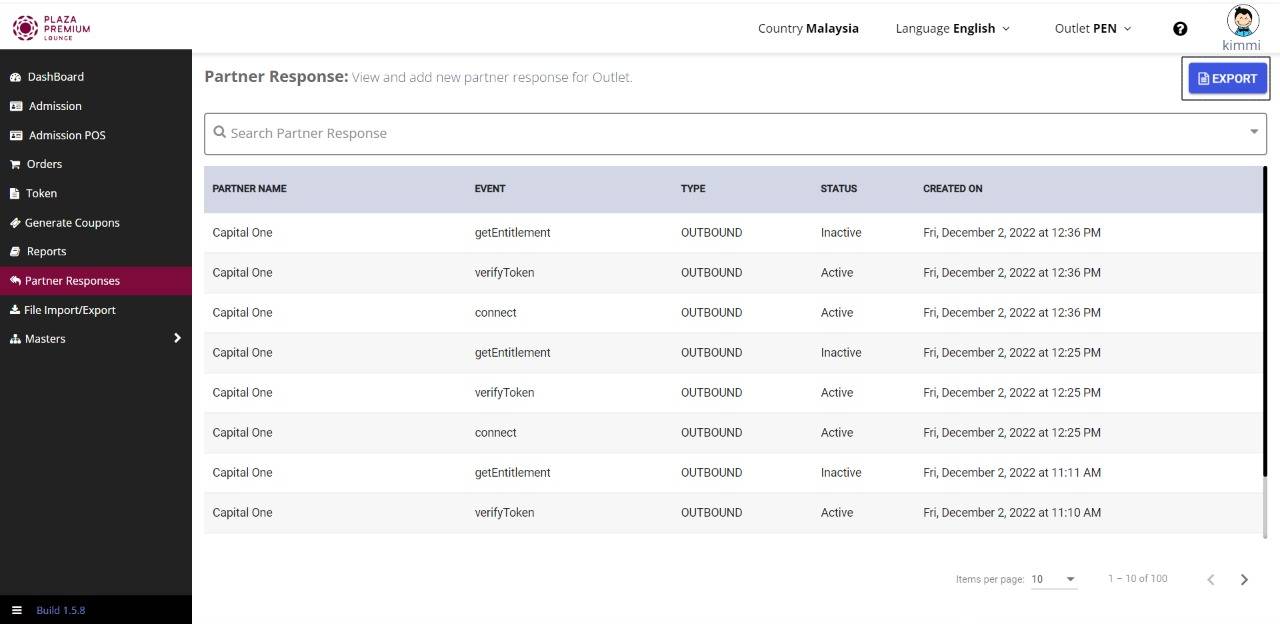 PLAZA
PREMIUM
LOUNGE
Country Malaysia
Language English
Outlet PEN
kimmi
DashBoard
Admission
Admission POS
Orders
Token
Generate Coupons
Reports
Partner Responses
File Import/Export
Masters
Build 1.5.8
Partner Response: View and add new partner response for Outlet.
EXPORT
Search Partner Response
PARTNER NAME EVENT TYPE STATUS CREATED ON
Capital One getEntitlement OUTBOUND Inactive Fri, December 2, 2022 at 12:36 PM
Capital One verifyToken OUTBOUND Active Fri, December 2, 2022 at 12:36 PM
Capital One connect OUTBOUND Active Fri, December 2, 2022 at 12:36 PM
Capital One getEntitlement OUTBOUND Inactive Fri, December 2, 2022 at 12:25 PM
Capital One verifyToken OUTBOUND Active Fri, December 2, 2022 at 12:25 PM
Capital One connect OUTBOUND Active Fri, December 2, 2022 at 12:25 PM
Capital One getEntitlement OUTBOUND Inactive Fri, December 2, 2022 at 11:11 AM
Capital One verifyToken OUTBOUND Active Fri, December 2, 2022 at 11:10 AM
Items per page: 10 1 – 10 of 100